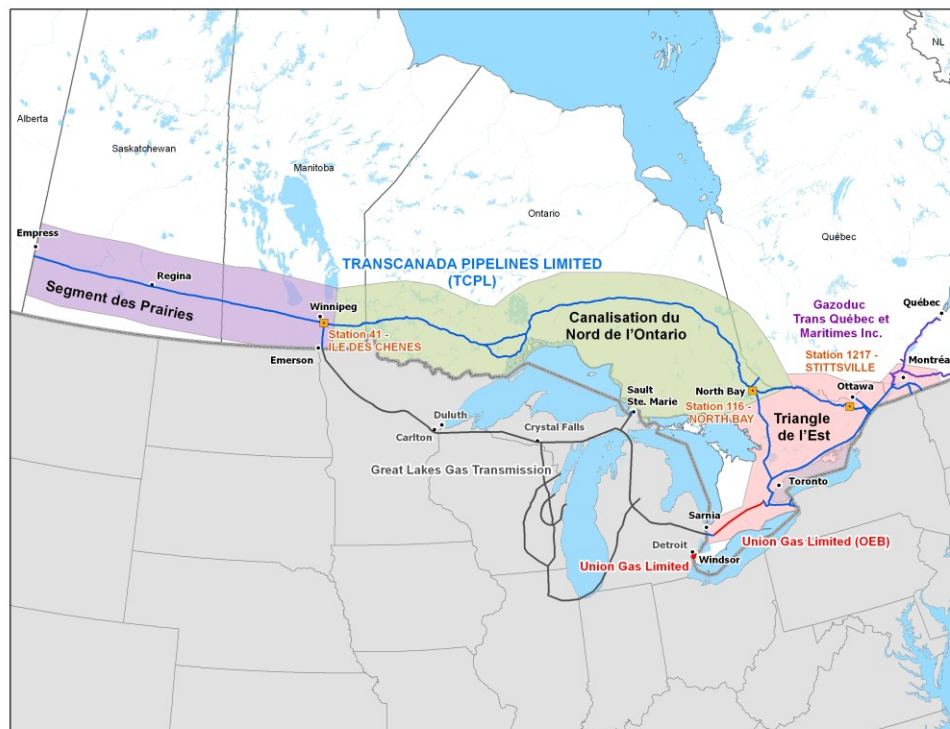 NL
Alberta
Saskatchewan
Manitoba
Ontario
Québec
Empress
TRANSCANADA PIPELINES LIMITED
(TCPL)
Regina
Segment des Prairies
Winnipeg
Station 41 -
ILE DES CHENES
Emerson
Canalisation du
Nord de l'Ontario
Gazoduc
Trans Québec et
Maritimes Inc.
Québec
Station 1217 -
STITTSVILLE
Montréal
Ottawa
North Bay
Station 116 -
NORTH BAY
Sault
Ste. Marie
Triangle
de l'Est
Duluth
Carlton
Crystal Falls
Great Lakes Gas Transmission
Toronto
Sarnia
Union Gas Limited (OEB)
Detroit
Windsor
Union Gas Limited